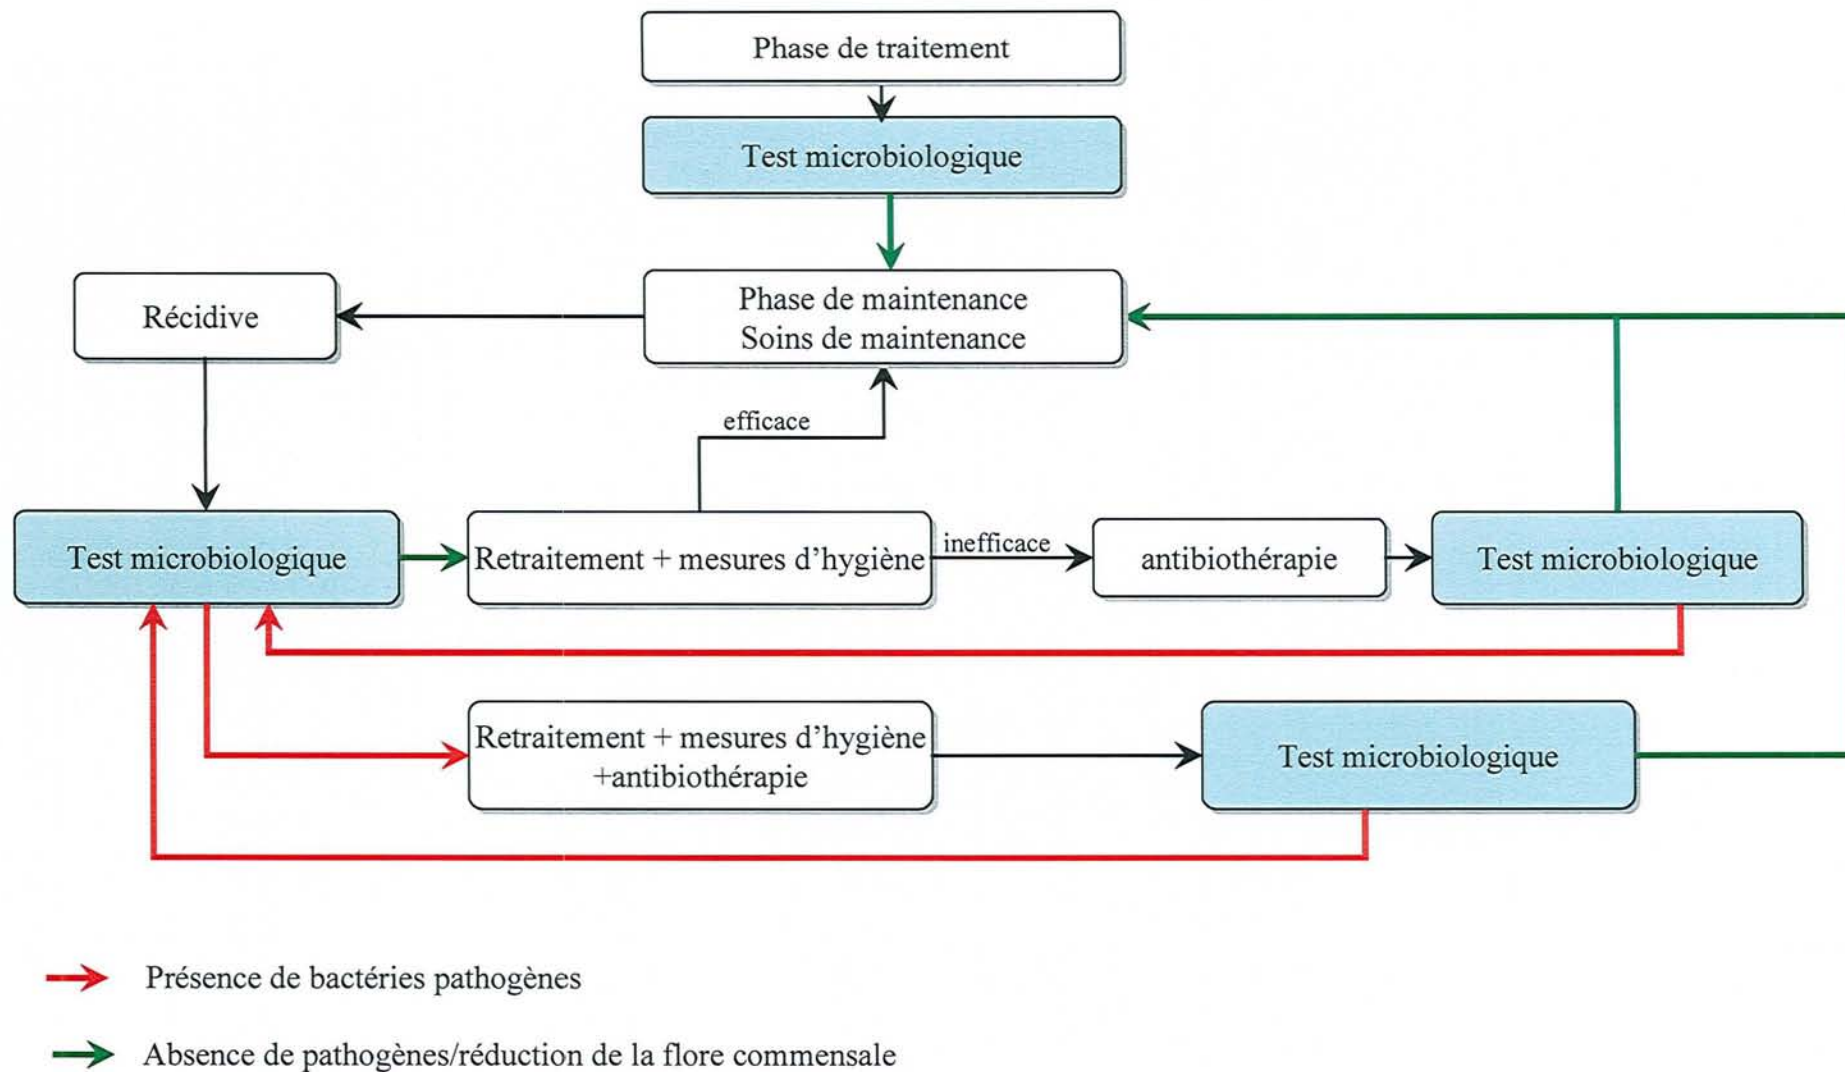 Phase de traitement
Test microbiologique
Phase de maintenance
Soins de maintenance
Récidive
efficace
Test microbiologique
Retraitement + mesures d'hygiène
inefficace
antibiothérapie
Test microbiologique
Retraitement + mesures d'hygiène
+antibiothérapie
Test microbiologique
Présence de bactéries pathogènes
Absence de pathogènes/réduction de la flore commensale